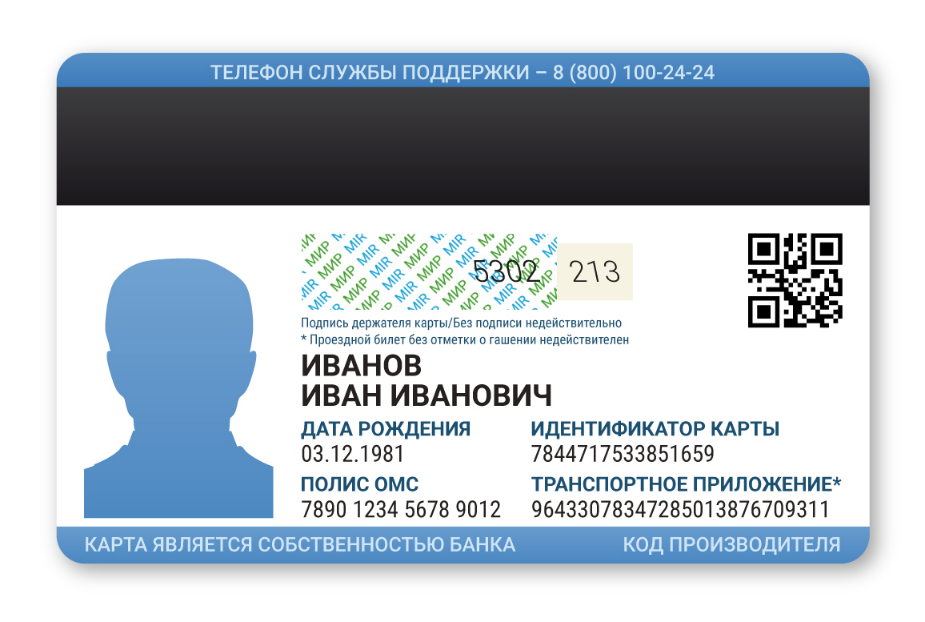 ТЕЛЕФОН СЛУЖБЫ ПОДДЕРЖКИ – 8 (800) 100-24-24
МИР MIR МИР MIR МИР MIR МИР MIR
5302 213
Подпись держателя карты/Без подписи недействительно
* Проездной билет без отметки о гашении недействителен
ИВАНОВ
ИВАН ИВАНОВИЧ
ДАТА РОЖДЕНИЯ ИДЕНТИФИКАТОР КАРТЫ
03.12.1981 7844717533851659
ПОЛИС ОМС ТРАНСПОРТНОЕ ПРИЛОЖЕНИЕ*
7890 1234 5678 9012 96433078347285013876709311
КАРТА ЯВЛЯЕТСЯ СОБСТВЕННОСТЬЮ БАНКА КОД ПРОИЗВОДИТЕЛЯ